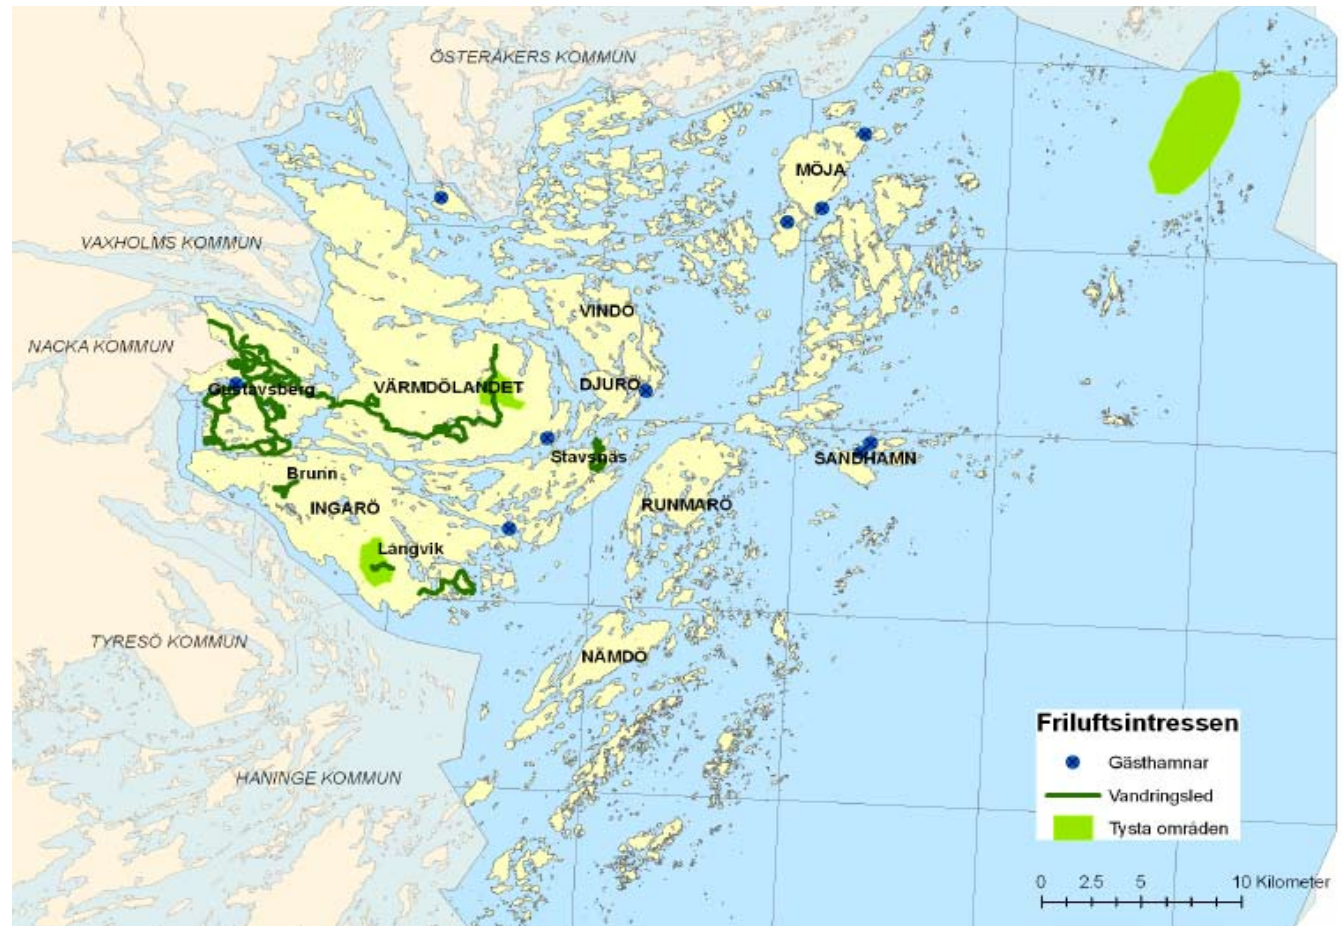 ÖSTERÅKERS KOMMUN
MÖJA
VAXHOLMS KOMMUN
VINDÖ
NACKA KOMMUN
Gustavsberg
VÄRMDÖLANDET
DJURÖ
Stavsnäs
SANDHAMN
Brunn
INGARÖ
RUNMARÖ
Långvik
TYRESÖ KOMMUN
NÄMDÖ
HANINGE KOMMUN
Friluftsintressen
Gästhamnar
Vandringsled
Tysta områden
0 2.5 5 10 Kilometer